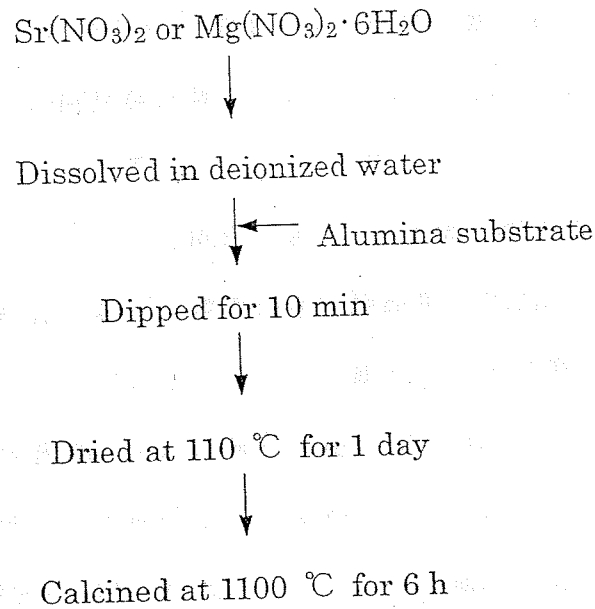 Sr(NO₃)₂ or Mg(NO₃)₂·6H₂O
Dissolved in deionized water
Alumina substrate
Dipped for 10 min
Dried at 110 ℃ for 1 day
Calcined at 1100 ℃ for 6 h